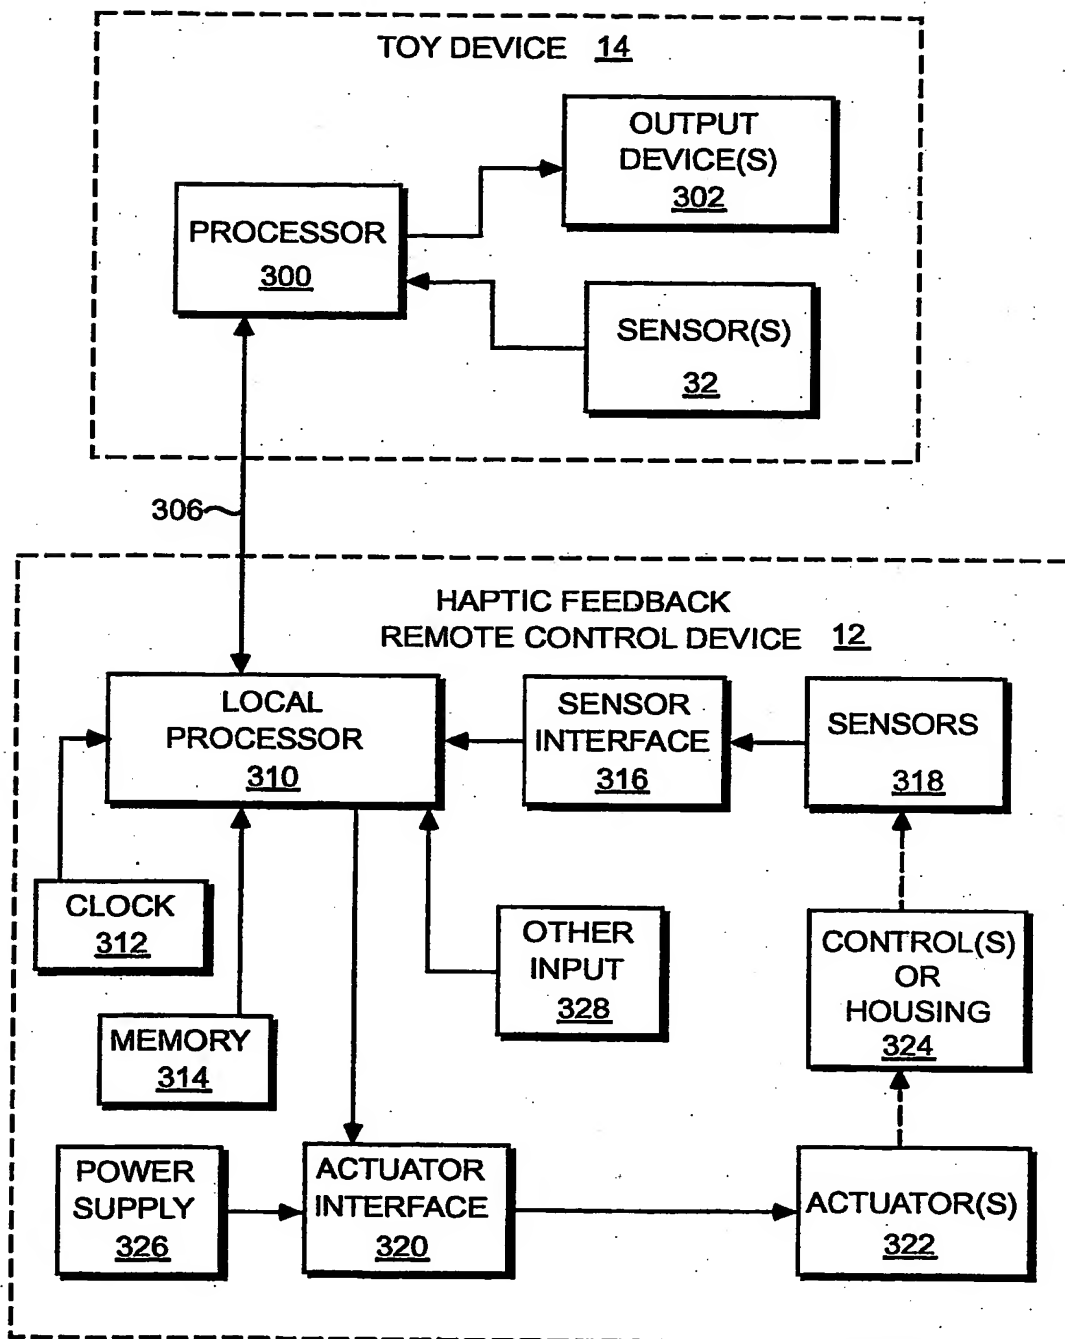 TOY DEVICE 14
OUTPUT
DEVICE(S)
302
PROCESSOR
300
SENSOR(S)
32
306
HAPTIC FEEDBACK
REMOTE CONTROL DEVICE 12
LOCAL
PROCESSOR
310
SENSOR
INTERFACE
316
SENSORS
318
CLOCK
312
OTHER
INPUT
328
CONTROL(S)
OR
HOUSING
324
MEMORY
314
POWER
SUPPLY
326
ACTUATOR
INTERFACE
320
ACTUATOR(S)
322